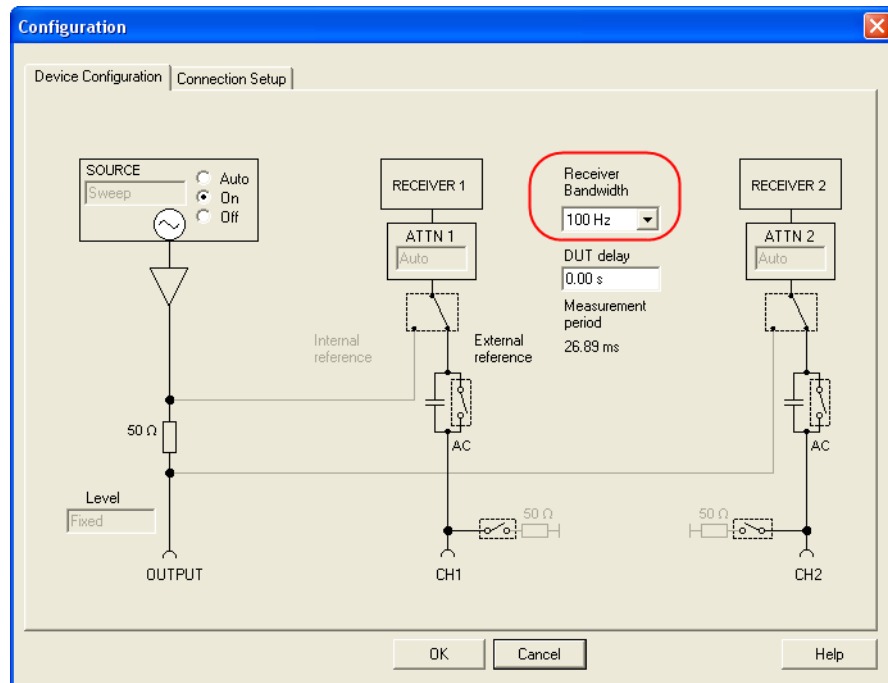 Configuration
Device Configuration
Connection Setup
SOURCE
Sweep
Auto
On
Off
RECEIVER 1
ATTN 1
Auto
Receiver
Bandwidth
100 Hz
DUT delay
0.00 s
Measurement
period
26.89 ms
RECEIVER 2
ATTN 2
Auto
Internal
reference
External
reference
50 Ω
AC
AC
Level
Fixed
50 Ω
50 Ω
OUTPUT
CH1
CH2
OK
Cancel
Help